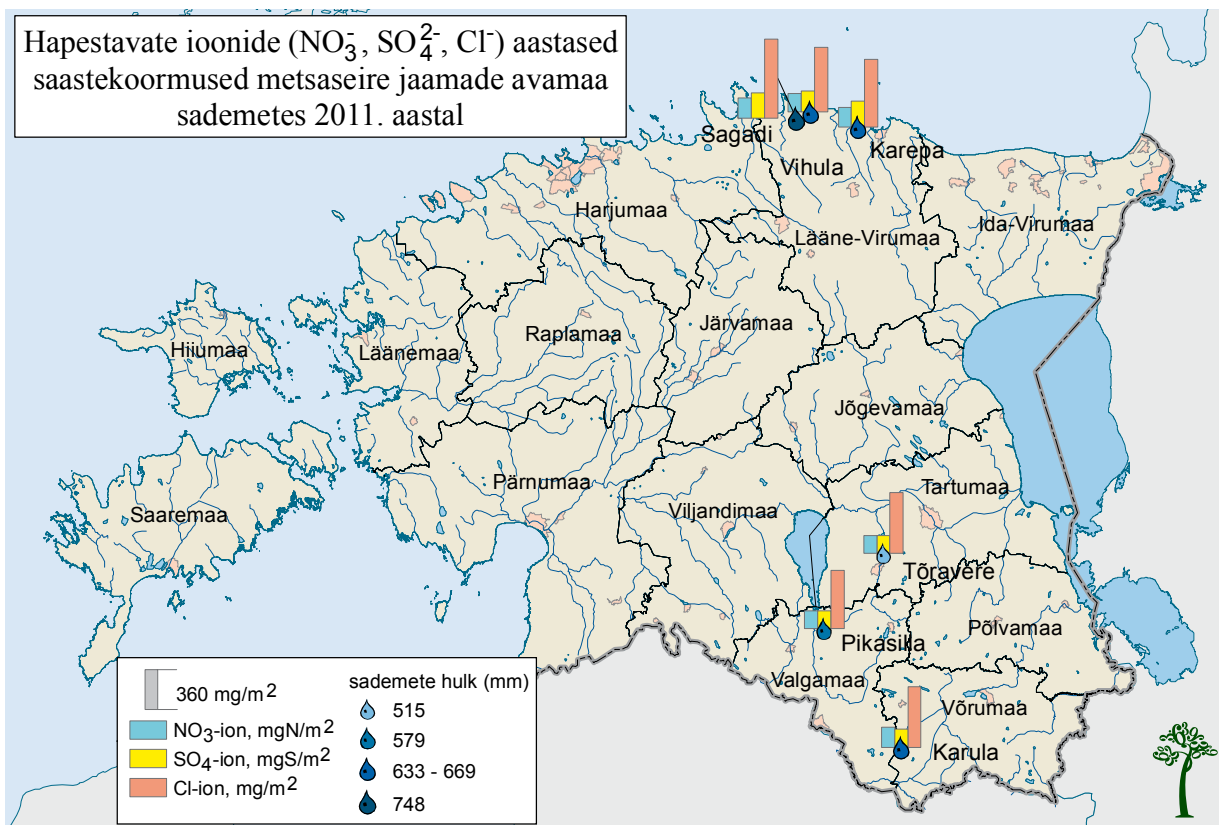 Hapestavate ioonide (NO₃⁻, SO₄²⁻, Cl⁻) aastased
saastekoormused metsaseire jaamade avamaa
sademetes 2011. aastal
Sagadi
Vihula
Karepa
Harjumaa
Lääne-Virumaa
Ida-Virumaa
Hiiumaa
Läänemaa
Raplamaa
Järvamaa
Jõgevamaa
Saaremaa
Pärnumaa
Viljandimaa
Tartumaa
Tõravere
Pikasilla
Põlvamaa
Valgamaa
Võrumaa
Karula
360 mg/m²
NO₃-ion, mgN/m²
SO₄-ion, mgS/m²
Cl-ion, mg/m²
sademete hulk (mm)
515
579
633 - 669
748